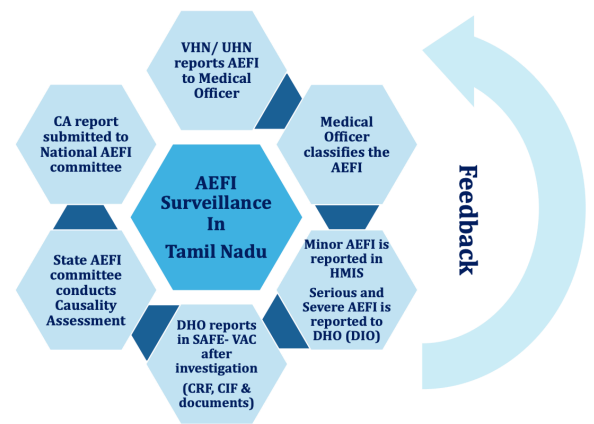 VHN/ UHN
reports AEFI
to Medical
Officer
Medical
Officer
classifies the
AEFI
Minor AEFI is
reported in
HMIS
Serious and
Severe AEFI is
reported to
DHO (DIO)
DHO reports
in SAFE- VAC
after
investigation
(CRF, CIF &
documents)
State AEFI
committee
conducts
Causality
Assessment
CA report
submitted to
National AEFI
committee
AEFI
Surveillance
In
Tamil Nadu
Feedback